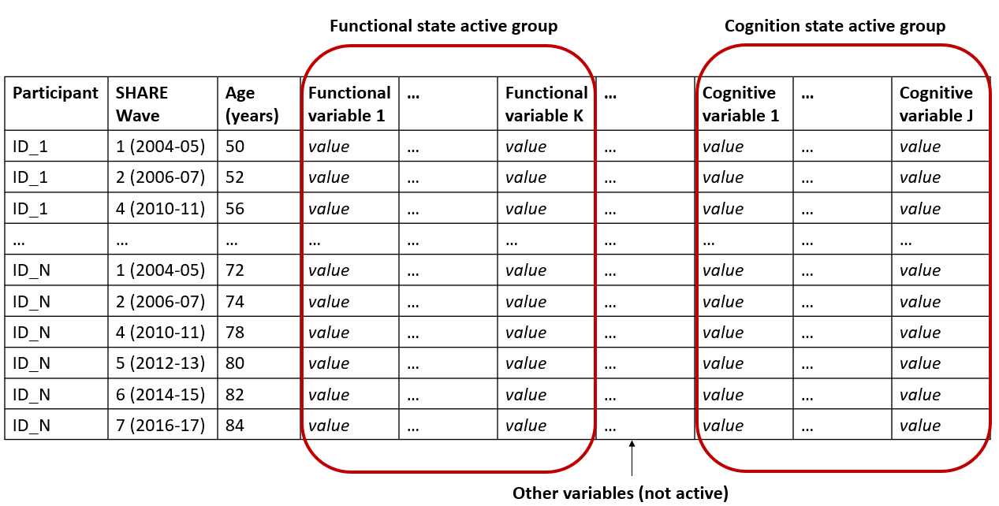 Functional state active group Cognition state active group
Participant SHARE Wave Age (years) Functional variable 1 ... Functional variable K ... Cognitive variable 1 ... Cognitive variable J
ID_1 1 (2004-05) 50 value ... value ... value ... value
ID_1 2 (2006-07) 52 value ... value ... value ... value
ID_1 4 (2010-11) 56 value ... value ... value ... value
... ... ... ... ... ... ... ... ... ...
ID_N 1 (2004-05) 72 value ... value ... value ... value
ID_N 2 (2006-07) 74 value ... value ... value ... value
ID_N 4 (2010-11) 78 value ... value ... value ... value
ID_N 5 (2012-13) 80 value ... value ... value ... value
ID_N 6 (2014-15) 82 value ... value ... value ... value
ID_N 7 (2016-17) 84 value ... value ... value ... value
Other variables (not active)